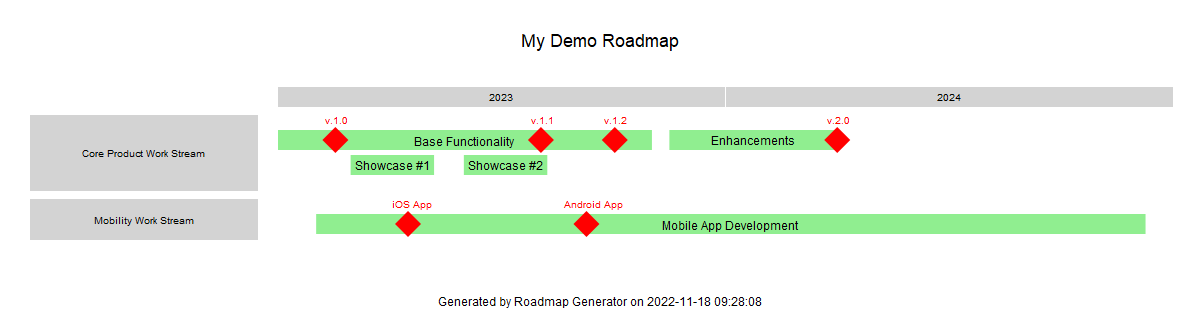 My Demo Roadmap
2023 2024
v.1.0 v.1.1 v.1.2 v.2.0
Core Product Work Stream Base Functionality Enhancements
Showcase #1 Showcase #2
iOS App Android App
Mobility Work Stream Mobile App Development
Generated by Roadmap Generator on 2022-11-18 09:28:08